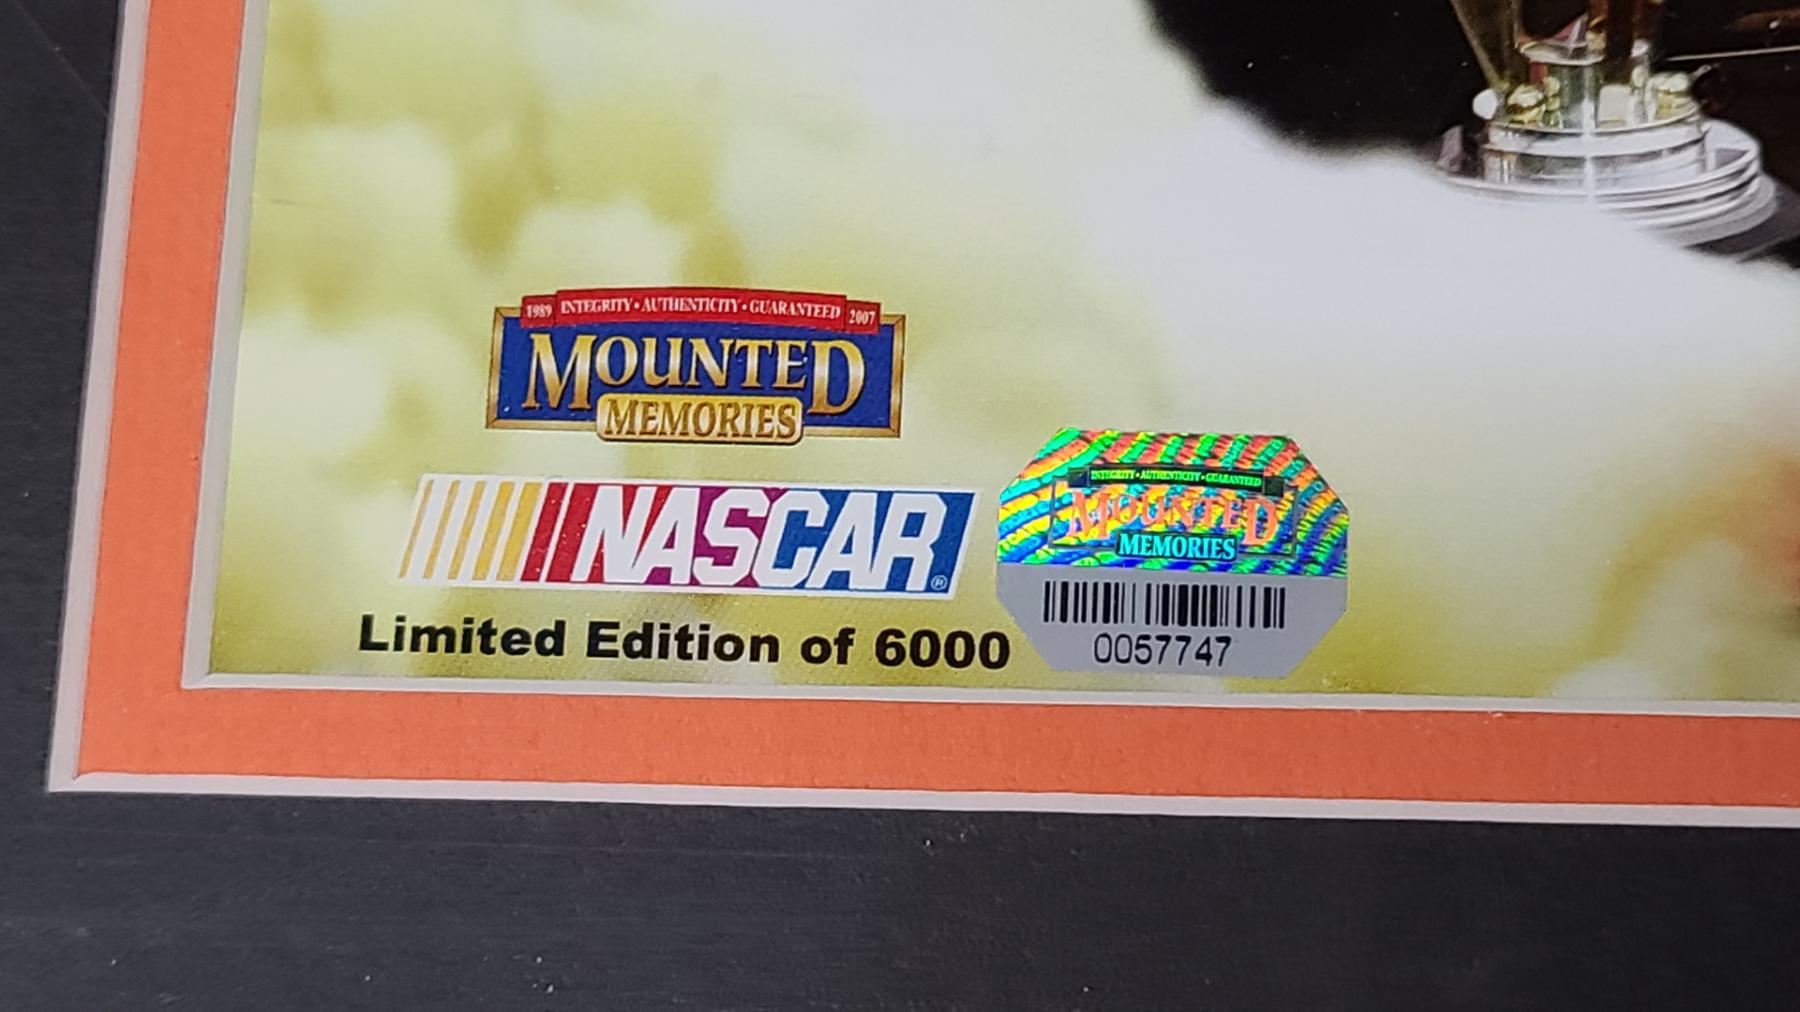 1989 INTEGRITY • AUTHENTICITY • GUARANTEED 2007
MOUNTED
MEMORIES
NASCAR®
Limited Edition of 6000
INTEGRITY • AUTHENTICITY • GUARANTEED
MOUNTED
MEMORIES
0057747